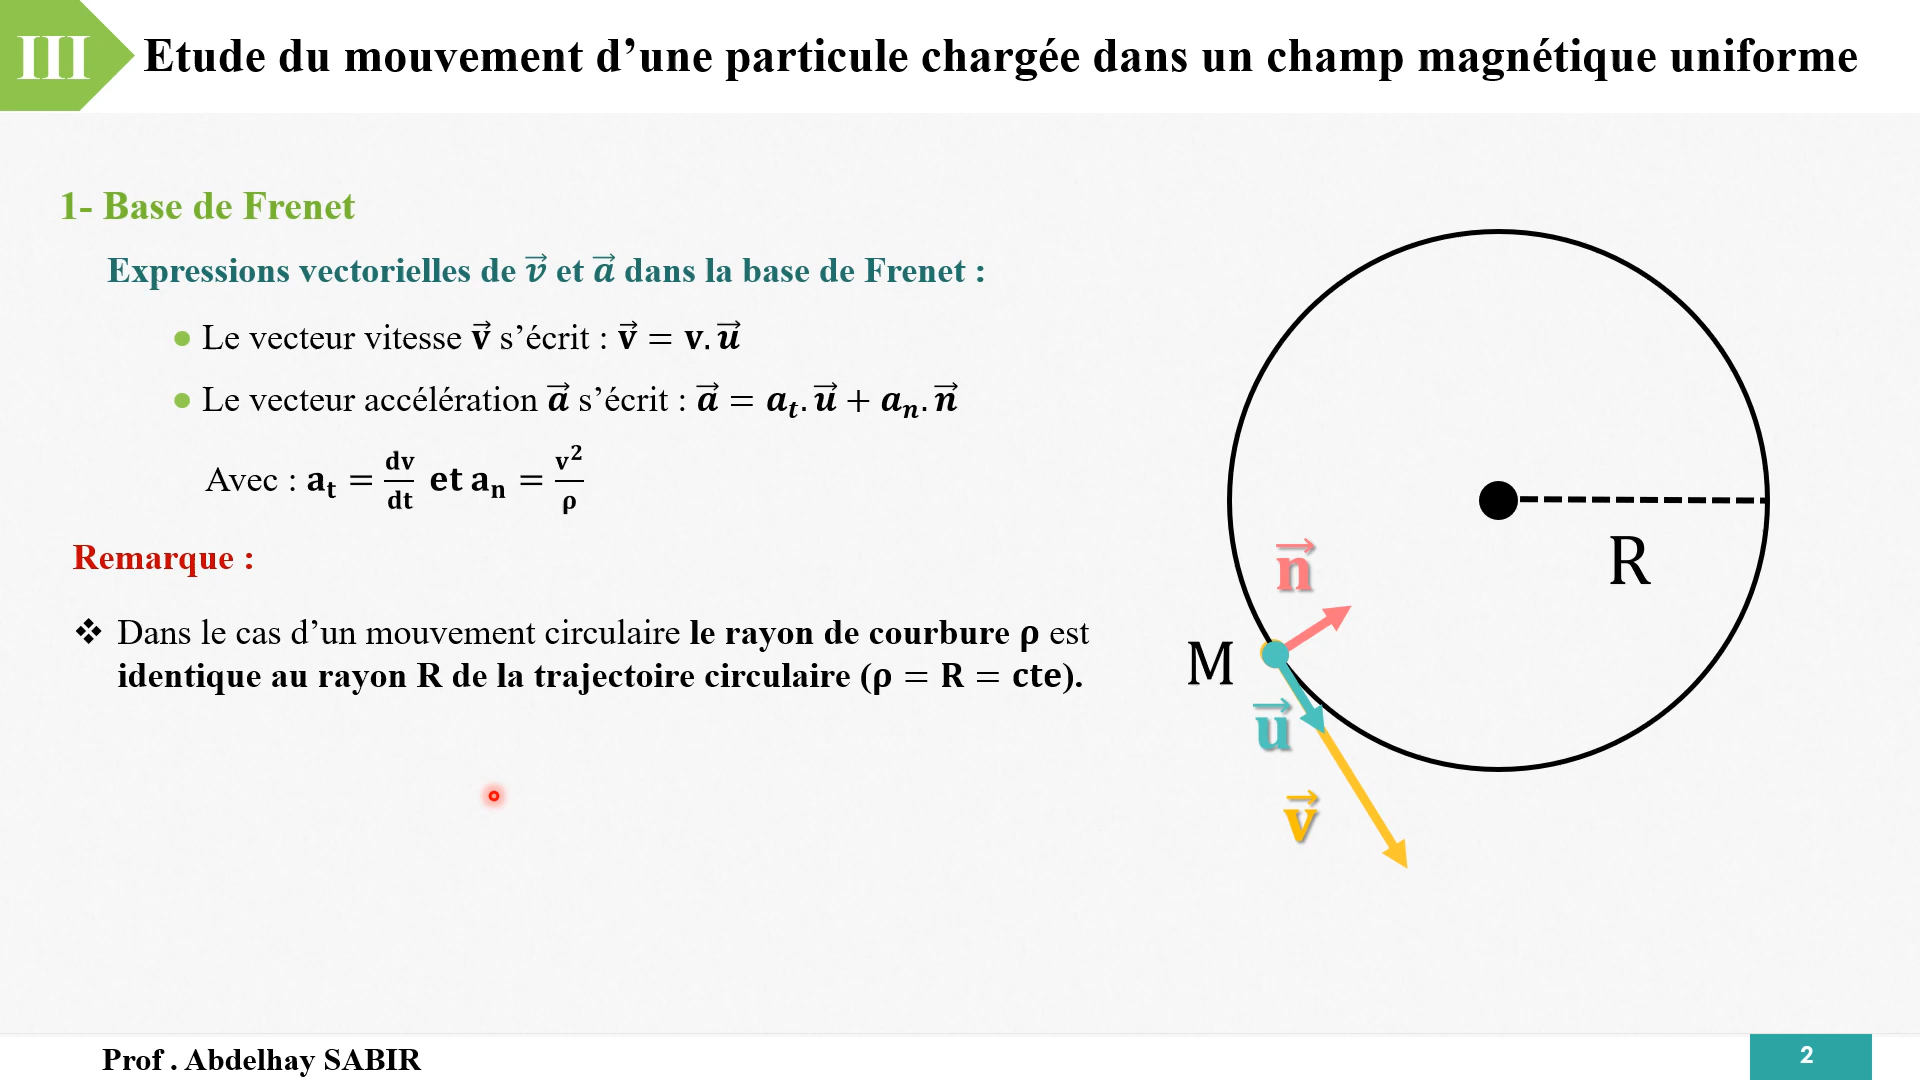 III
Etude du mouvement d’une particule chargée dans un champ magnétique uniforme
1- Base de Frenet
Expressions vectorielles de v⃗ et a⃗ dans la base de Frenet :
● Le vecteur vitesse v⃗ s’écrit : v⃗ = v. u⃗
● Le vecteur accélération a⃗ s’écrit : a⃗ = aₜ. u⃗ + aₙ. n⃗
Avec : aₜ = dv/dt et aₙ = v²/ρ
Remarque :
❖ Dans le cas d’un mouvement circulaire le rayon de courbure ρ est
identique au rayon R de la trajectoire circulaire (ρ = R = cte).
R
n⃗
M
u⃗
v⃗
Prof . Abdelhay SABIR
2